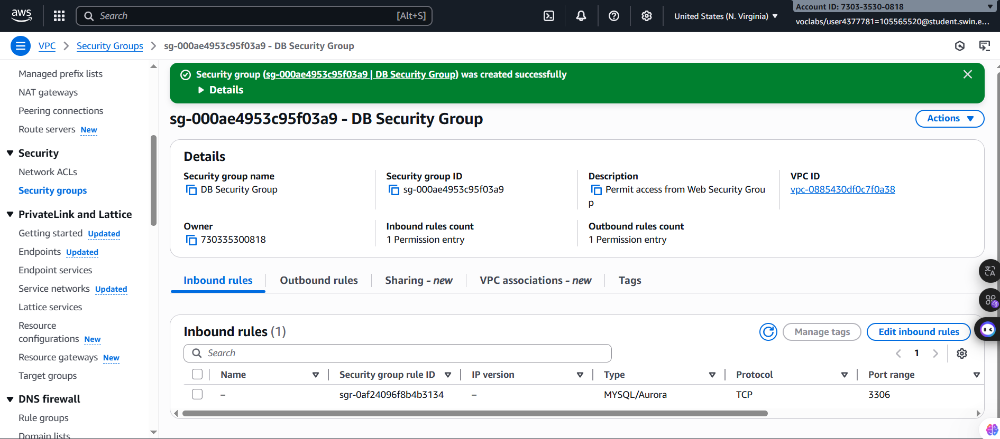 aws
Search [Alt+S]
United States (N. Virginia)
Account ID: 7303-3530-0818
voclabs/user4377781=105565520@student.swin.e...
VPC
Security Groups
sg-000ae4953c95f03a9 - DB Security Group
Managed prefix lists
NAT gateways
Peering connections
Route servers New
Security
Network ACLs
Security groups
PrivateLink and Lattice
Getting started Updated
Endpoints Updated
Endpoint services
Service networks Updated
Lattice services
Resource
configurations New
Resource gateways New
Target groups
DNS firewall
Rule groups
Domain lists
Security group (sg-000ae4953c95f03a9 | DB Security Group) was created successfully
Details
sg-000ae4953c95f03a9 - DB Security Group
Actions
Details
Security group name
DB Security Group
Security group ID
sg-000ae4953c95f03a9
Description
Permit access from Web Security Grou
p
VPC ID
vpc-0885430df0c7f0a38
Owner
730335300818
Inbound rules count
1 Permission entry
Outbound rules count
1 Permission entry
Inbound rules
Outbound rules
Sharing - new
VPC associations - new
Tags
Inbound rules (1)
Manage tags
Edit inbound rules
Search
1
Name
Security group rule ID
IP version
Type
Protocol
Port range
–
sgr-0af24096f8b4b3134
–
MYSQL/Aurora
TCP
3306